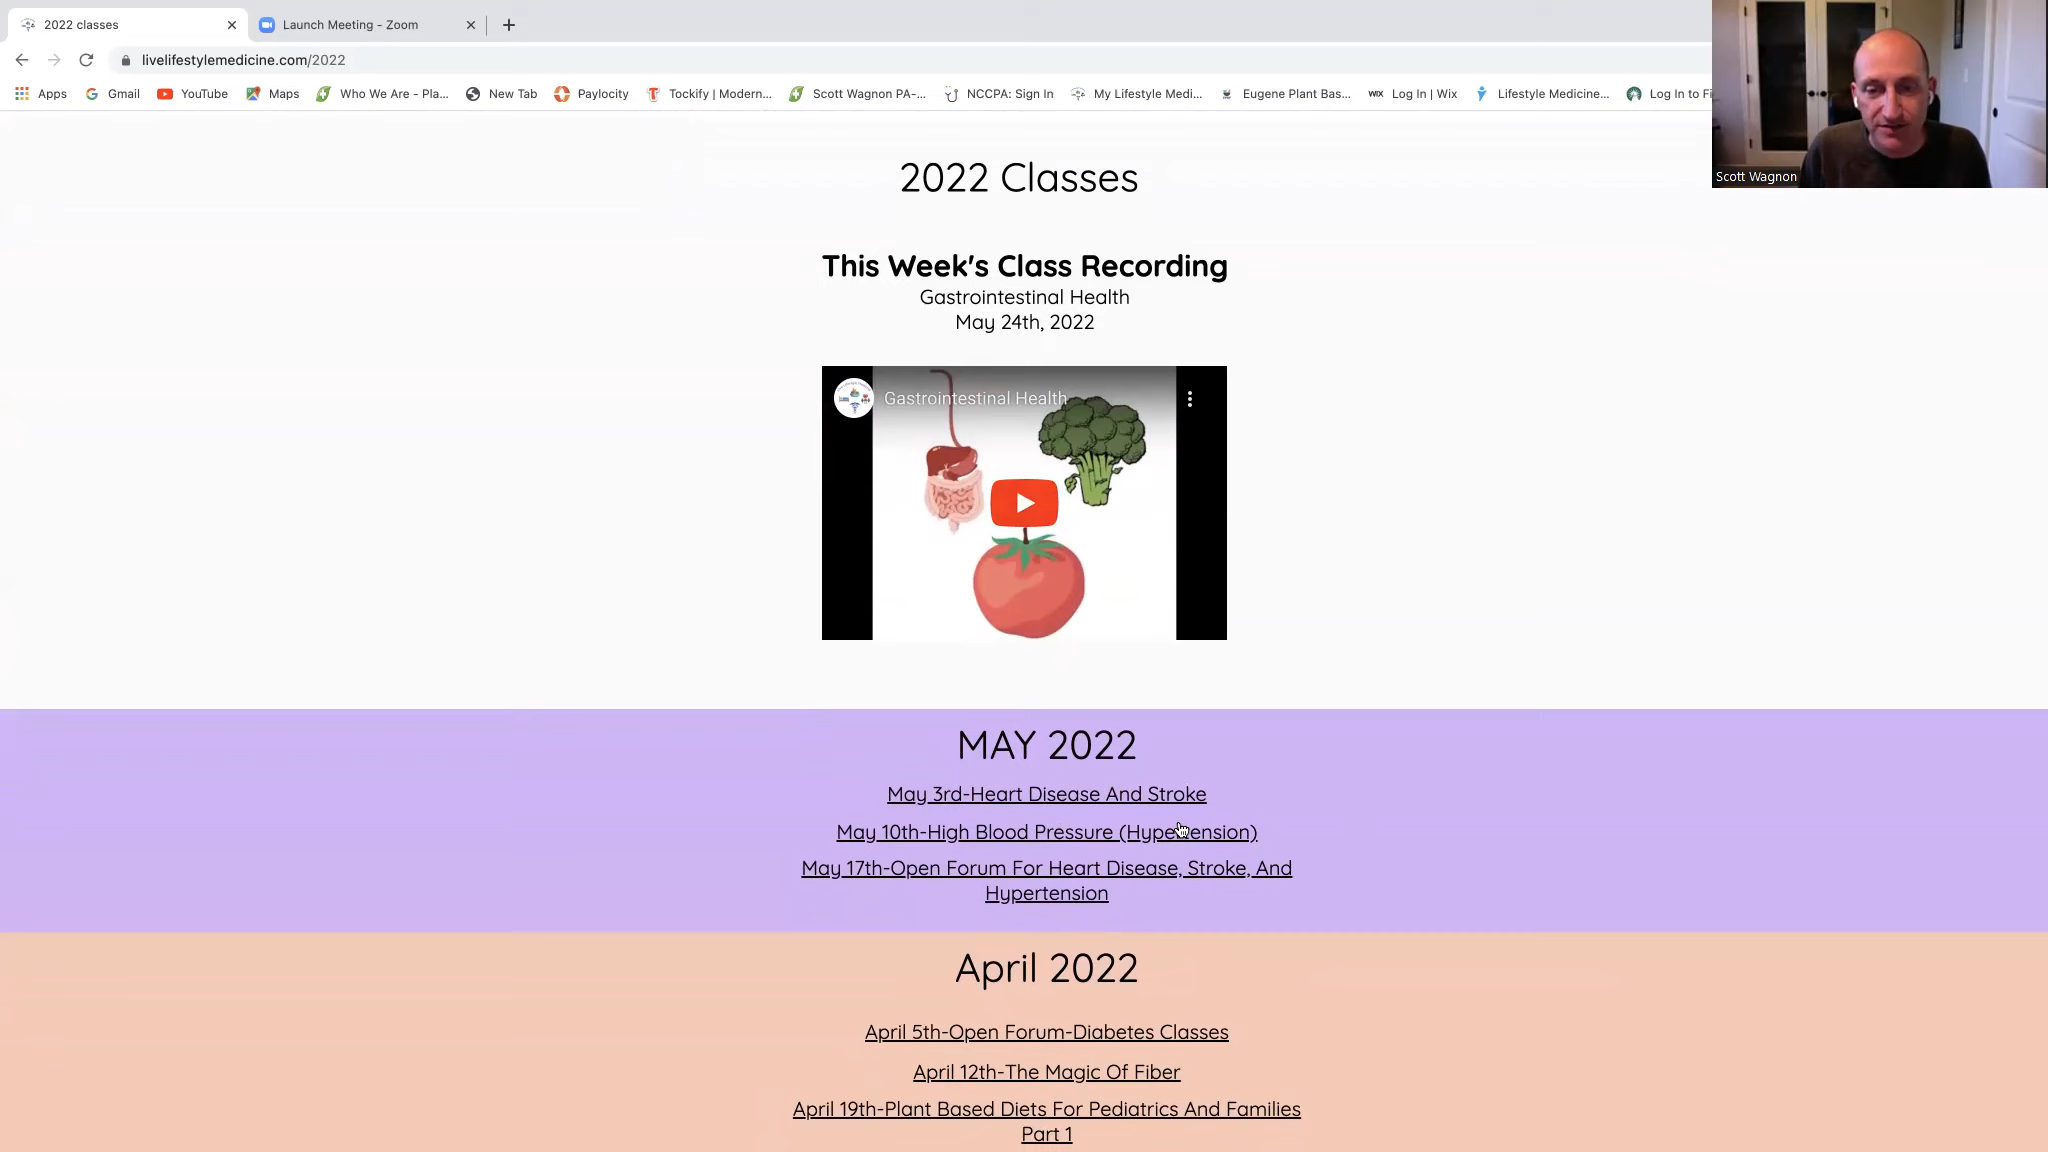 2022 classes
Launch Meeting - Zoom
livelifestylemedicine.com/2022
Apps Gmail YouTube Maps Who We Are - Pla... New Tab Paylocity Tockify | Modern... Scott Wagnon PA-... NCCPA: Sign In My Lifestyle Medi... Eugene Plant Bas... WIX Log In | Wix Lifestyle Medicine... Log In to Fi
Scott Wagnon
2022 Classes
This Week's Class Recording
Gastrointestinal Health
May 24th, 2022
Gastrointestinal Health
MAY 2022
May 3rd-Heart Disease And Stroke
May 10th-High Blood Pressure (Hypertension)
May 17th-Open Forum For Heart Disease, Stroke, And
Hypertension
April 2022
April 5th-Open Forum-Diabetes Classes
April 12th-The Magic Of Fiber
April 19th-Plant Based Diets For Pediatrics And Families
Part 1